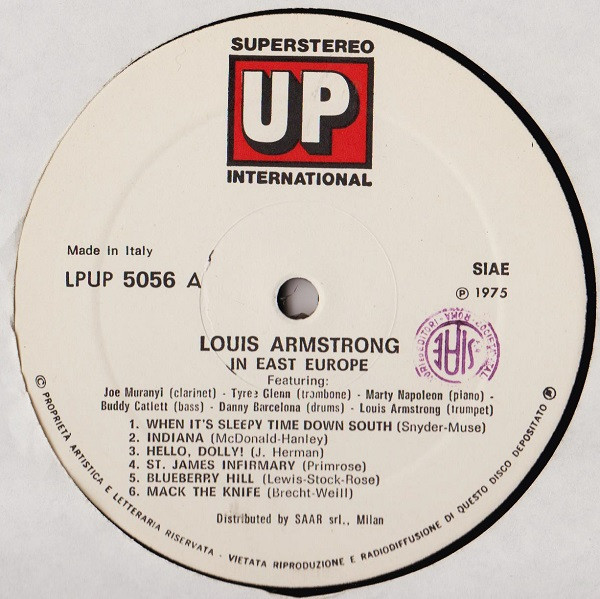 SUPERSTEREO
UP
INTERNATIONAL
Made in Italy
LPUP 5056 A
SIAE
℗ 1975
LOUIS ARMSTRONG
IN EAST EUROPE
Featuring:
Joe Muranyi (clarinet) - Tyree Glenn (trombone) - Marty Napoleon (piano) -
Buddy Catlett (bass) - Danny Barcelona (drums) - Louis Armstrong (trumpet)
1. WHEN IT'S SLEEPY TIME DOWN SOUTH (Snyder-Muse)
2. INDIANA (McDonald-Hanley)
3. HELLO, DOLLY! (J. Herman)
4. ST. JAMES INFIRMARY (Primrose)
5. BLUEBERRY HILL (Lewis-Stock-Rose)
6. MACK THE KNIFE (Brecht-Weill)
Distributed by SAAR srl., Milan
© PROPRIETÀ ARTISTICA E LETTERARIA RISERVATA - VIETATA RIPRODUZIONE E RADIODIFFUSIONE DI QUESTO DISCO DEPOSITATO
SIAE
EDITORI - ROMA - SOCIETÀ